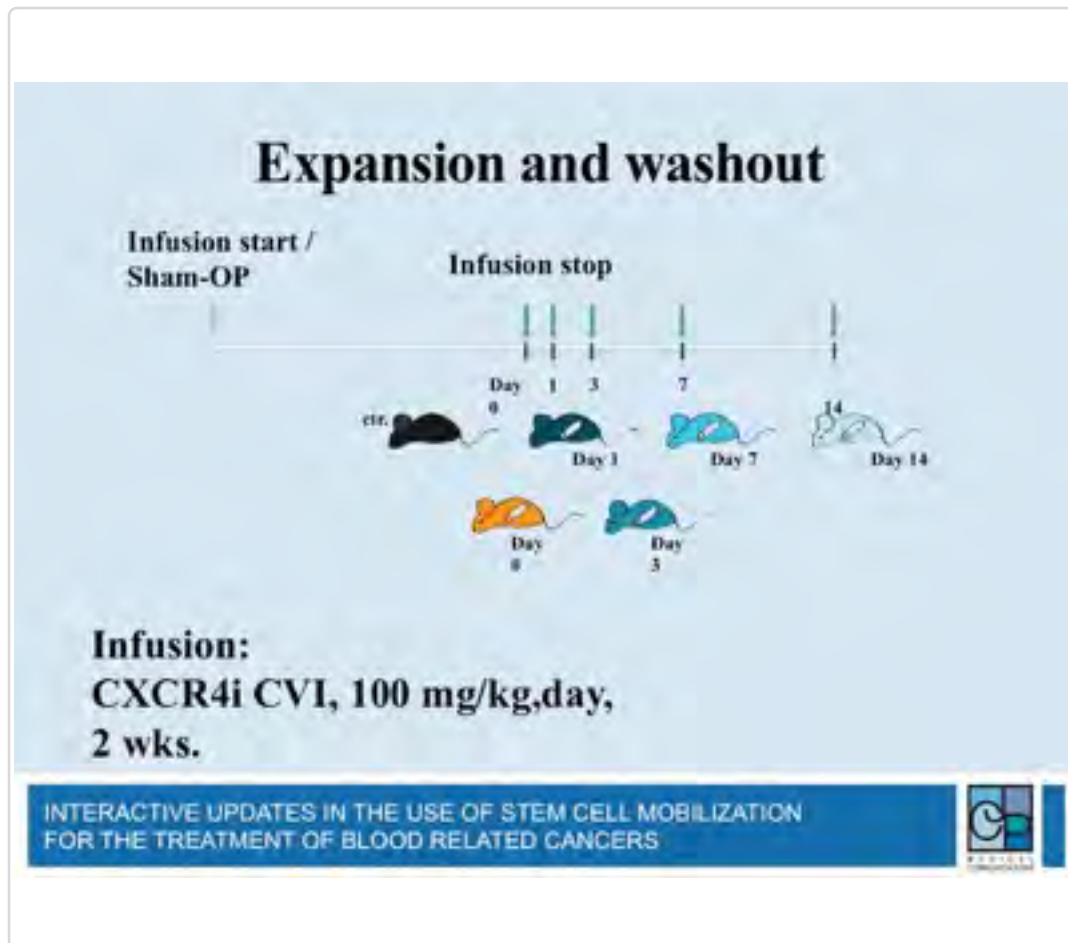 Expansion and washout
Infusion start /
Sham-OP
Infusion stop
Day
0
1
3
7
14
ctr.
Day 1
Day 7
Day 14
Day
0
Day
3
Infusion:
CXCR4i CVI, 100 mg/kg,day,
2 wks.
INTERACTIVE UPDATES IN THE USE OF STEM CELL MOBILIZATION
FOR THE TREATMENT OF BLOOD RELATED CANCERS
MEDICAL